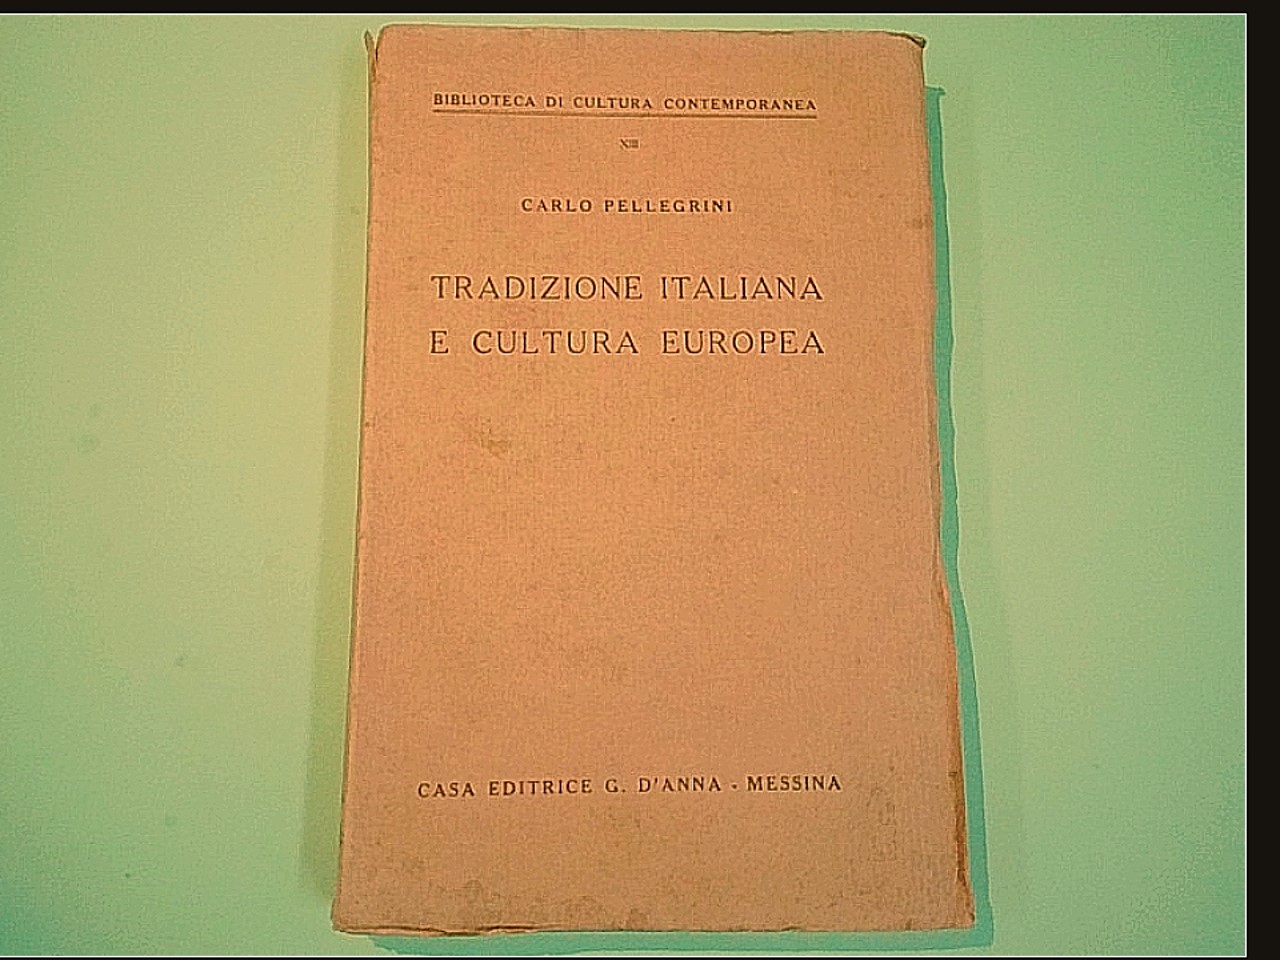 BIBLIOTECA DI CULTURA CONTEMPORANEA
XIII
CARLO PELLEGRINI
TRADIZIONE ITALIANA
E CULTURA EUROPEA
CASA EDITRICE G. D'ANNA - MESSINA